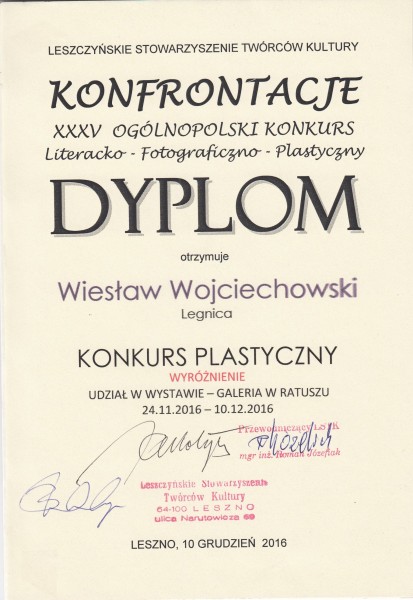 LESZCZYŃSKIE STOWARZYSZENIE TWÓRCÓW KULTURY
KONFRONTACJE
XXXV OGÓLNOPOLSKI KONKURS
Literacko - Fotograficzno - Plastyczny
DYPLOM
otrzymuje
Wiesław Wojciechowski
Legnica
KONKURS PLASTYCZNY
WYRÓŻNIENIE
UDZIAŁ W WYSTAWIE – GALERIA W RATUSZU
24.11.2016 – 10.12.2016
Przewodniczący LSTK
mgr inż. Roman Józefiak
Leszczyńskie Stowarzyszenie
Twórców Kultury
64-100 LESZNO
ulica Narutowicza 69
LESZNO, 10 GRUDZIEŃ 2016